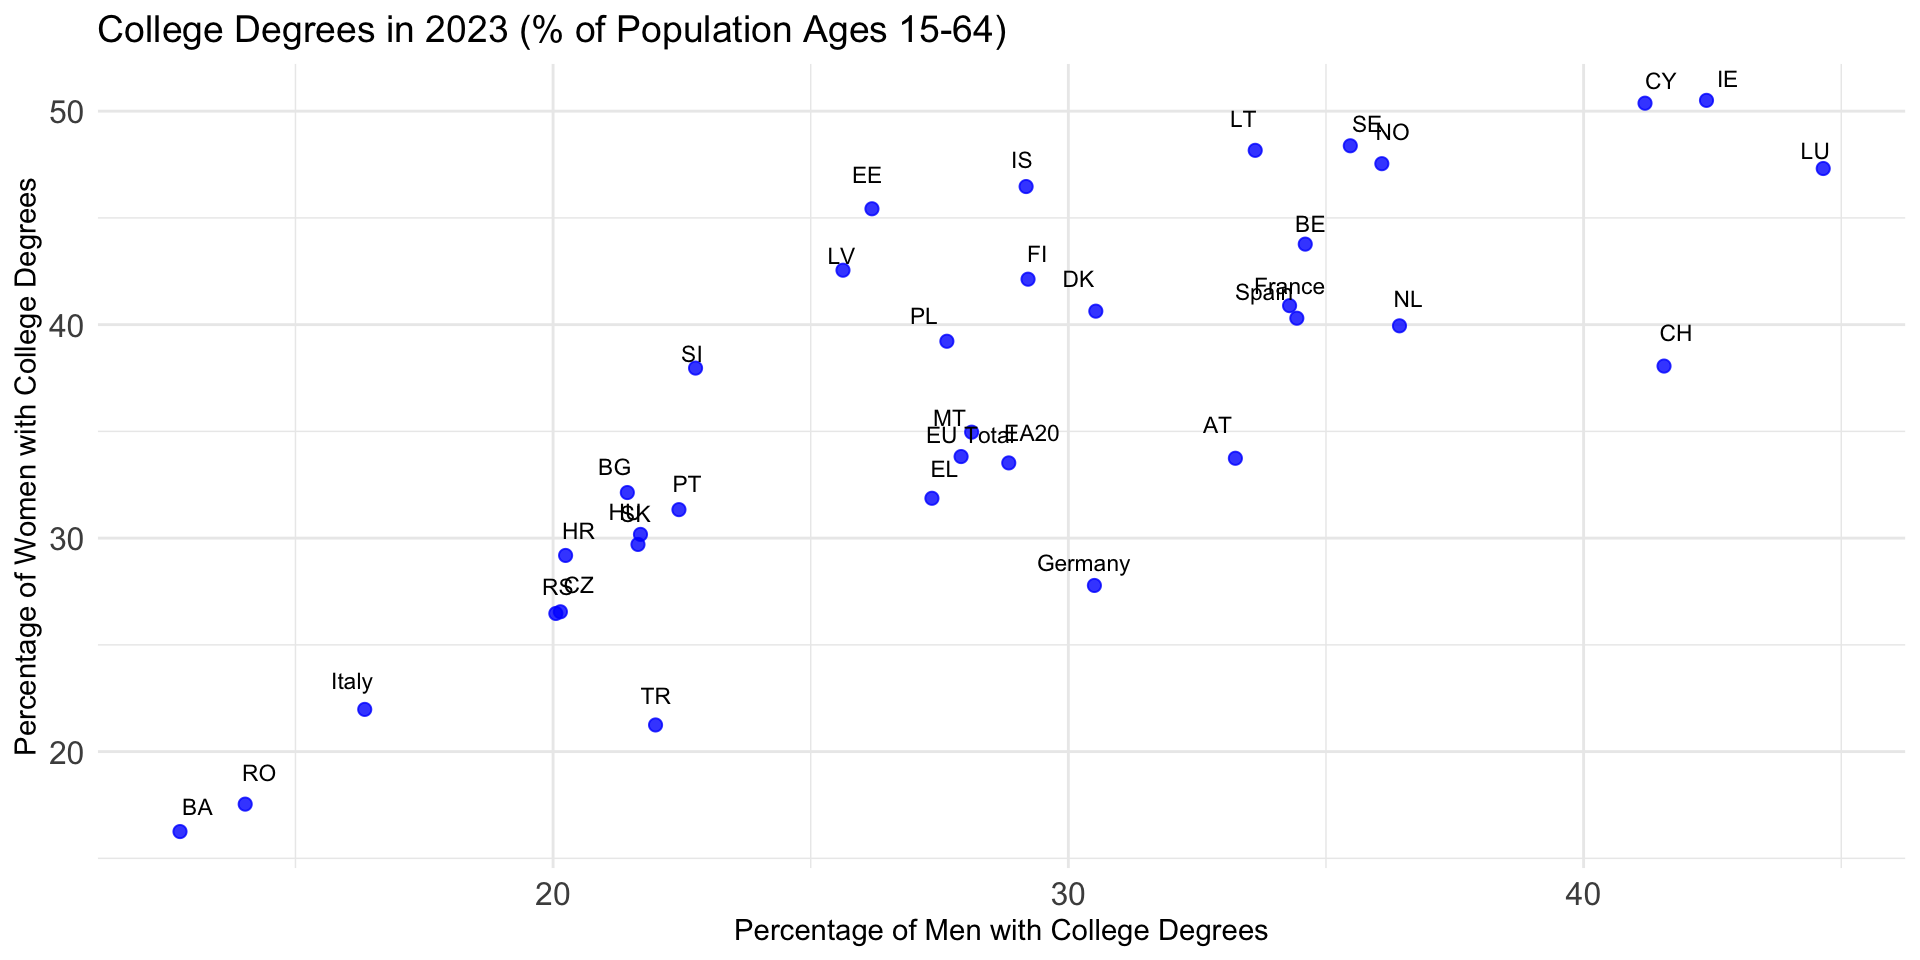 College Degrees in 2023 (% of Population Ages 15-64)
Percentage of Women with College Degrees
50
40
30
20
CY
IE
LT
SE
NO
LU
IS
EE
BE
LV
FI
DK
France
Spain
NL
PL
CH
SI
MT
AT
EU Total
EA20
BG
EL
PT
HU
SK
HR
Germany
RS
CZ
Italy
TR
RO
BA
20
30
40
Percentage of Men with College Degrees